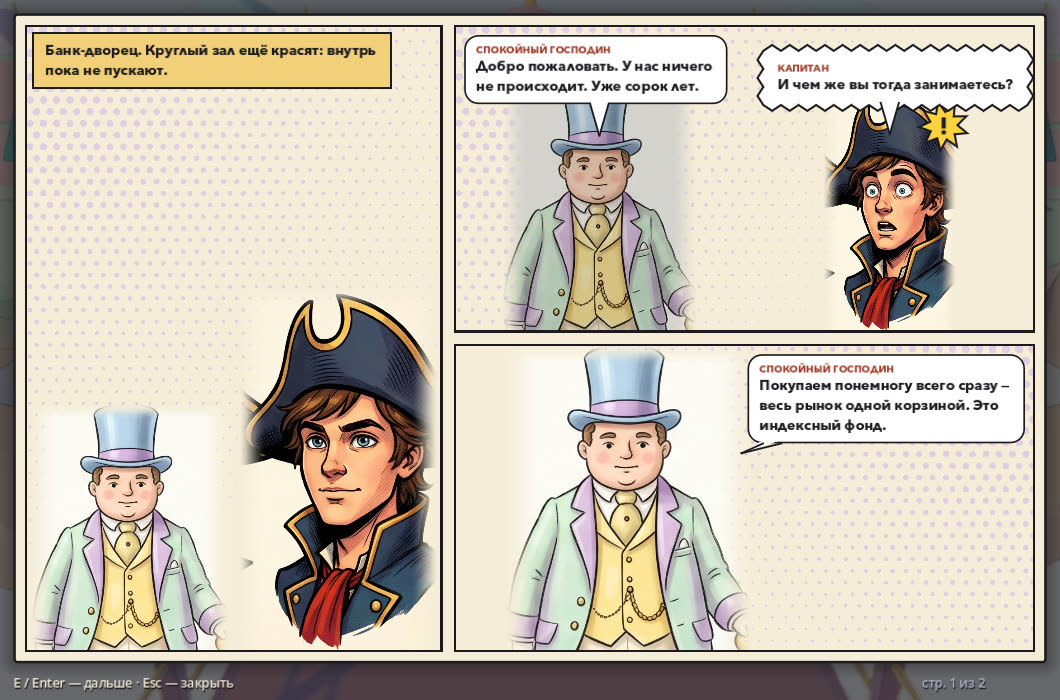 Банк-дворец. Круглый зал ещё красят: внутрь
пока не пускают.
СПОКОЙНЫЙ ГОСПОДИН
Добро пожаловать. У нас ничего
не происходит. Уже сорок лет.
КАПИТАН
И чем же вы тогда занимаетесь?
!
СПОКОЙНЫЙ ГОСПОДИН
Покупаем понемногу всего сразу –
весь рынок одной корзиной. Это
индексный фонд.
E / Enter — дальше · Esc — закрыть
стр. 1 из 2